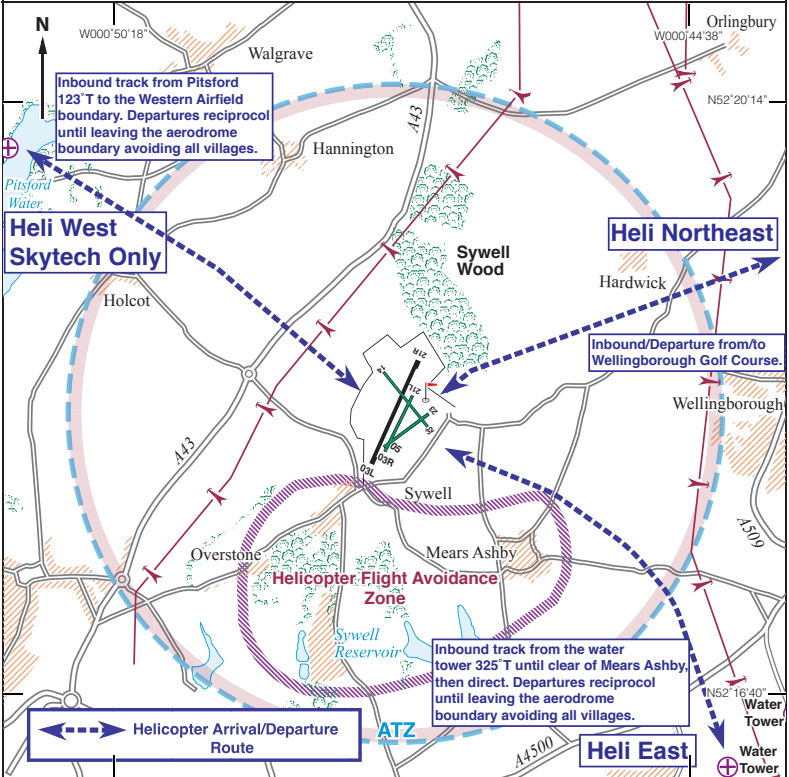 N
W000°50'18"
Walgrave
W000°44'38"
Orlingbury
Inbound track from Pitsford
123°T to the Western Airfield
boundary. Departures reciprocol
until leaving the aerodrome
boundary avoiding all villages.
A43
N52°20'14"
Hannington
Pitsford
Water
Heli West
Skytech Only
Sywell
Wood
Heli Northeast
Hardwick
Holcot
Inbound/Departure from/to
Wellingborough Golf Course.
21R
14
21L
23
05
03R
03L
Wellingborough
A43
Sywell
A509
Overstone
Mears Ashby
Helicopter Flight Avoidance
Zone
Sywell
Reservoir
Inbound track from the water
tower 325°T until clear of Mears Ashby,
then direct. Departures reciprocol
until leaving the aerodrome
boundary avoiding all villages.
N52°16'40"
Water
Tower
Helicopter Arrival/Departure
Route
ATZ
A4500
Heli East
Water
Tower